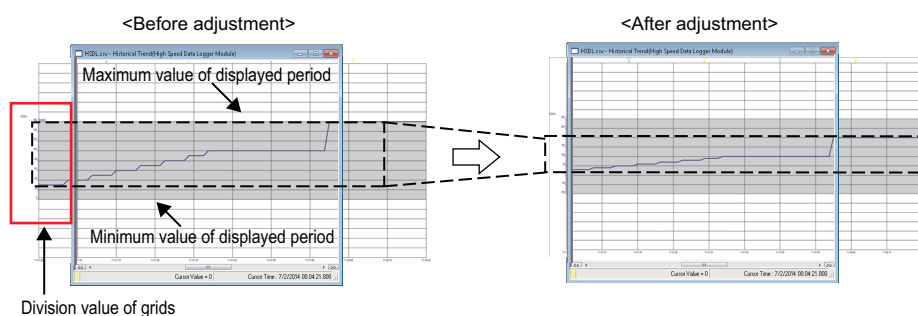 <Before adjustment>
<After adjustment>
HSDL.csv - Historical Trend(High Speed Data Logger Module)
HSDL.csv - Historical Trend(High Speed Data Logger Module)
Maximum value of displayed period
Minimum value of displayed period
Cursor Value = 0 Cursor Time : 7/2/2014 00:04:21.800
Cursor Value = 0 Cursor Time : 7/2/2014 00:04:21.800
Division value of grids